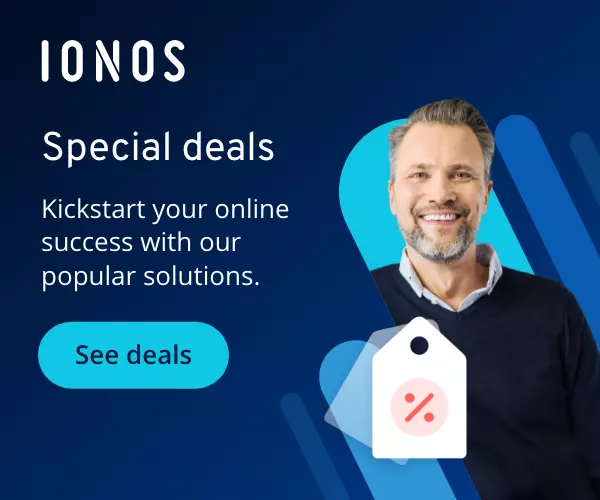 IONOS
Special deals
Kickstart your online
success with our
popular solutions.
See deals
%